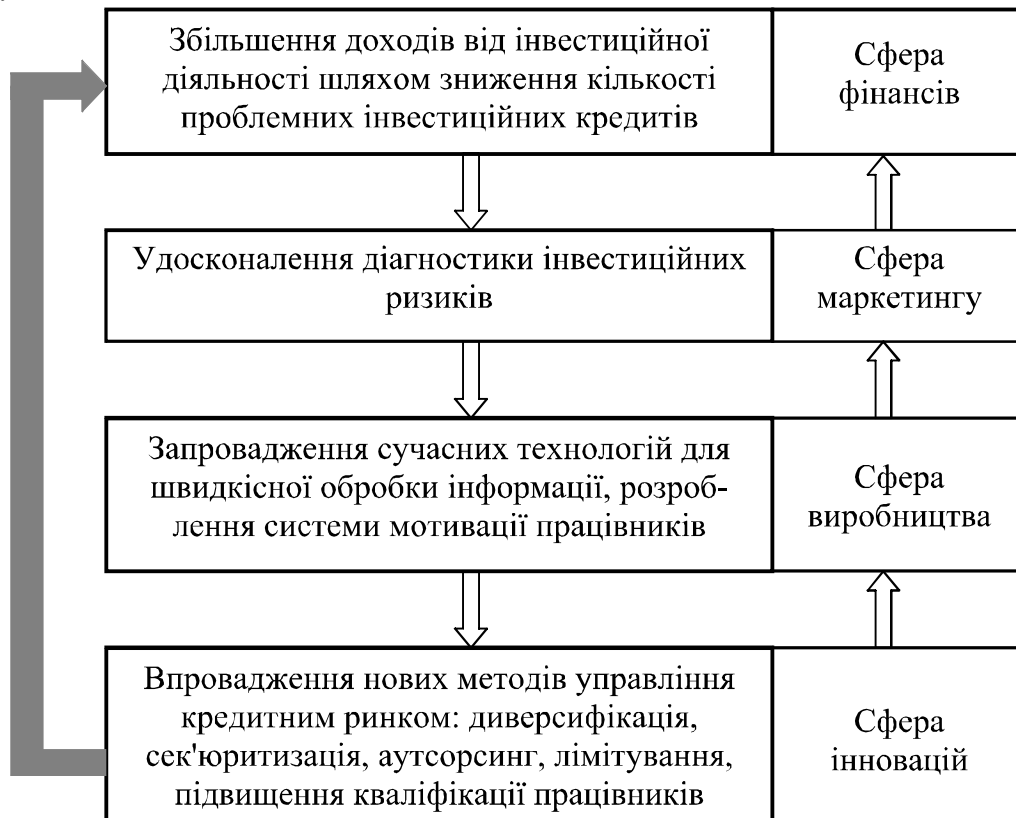 Збільшення доходів від інвестиційної
діяльності шляхом зниження кількості
проблемних інвестиційних кредитів
Сфера
фінансів
Удосконалення діагностики інвестиційних
ризиків
Сфера
маркетингу
Запровадження сучасних технологій для
швидкісної обробки інформації, розроб-
лення системи мотивації працівників
Сфера
виробництва
Впровадження нових методів управління
кредитним ринком: диверсифікація,
сек'юритизація, аутсорсинг, лімітування,
підвищення кваліфікації працівників
Сфера
інновацій